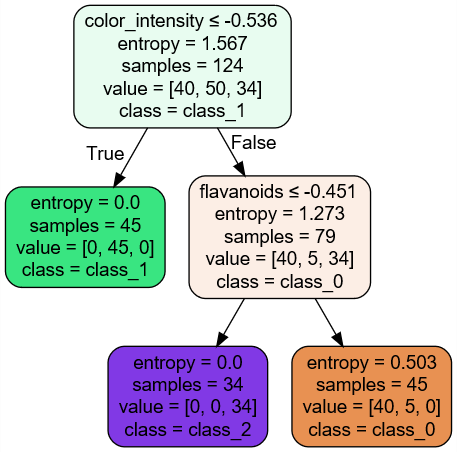 color_intensity ≤ -0.536
entropy = 1.567
samples = 124
value = [40, 50, 34]
class = class_1
True
False
entropy = 0.0
samples = 45
value = [0, 45, 0]
class = class_1
flavanoids ≤ -0.451
entropy = 1.273
samples = 79
value = [40, 5, 34]
class = class_0
entropy = 0.0
samples = 34
value = [0, 0, 34]
class = class_2
entropy = 0.503
samples = 45
value = [40, 5, 0]
class = class_0